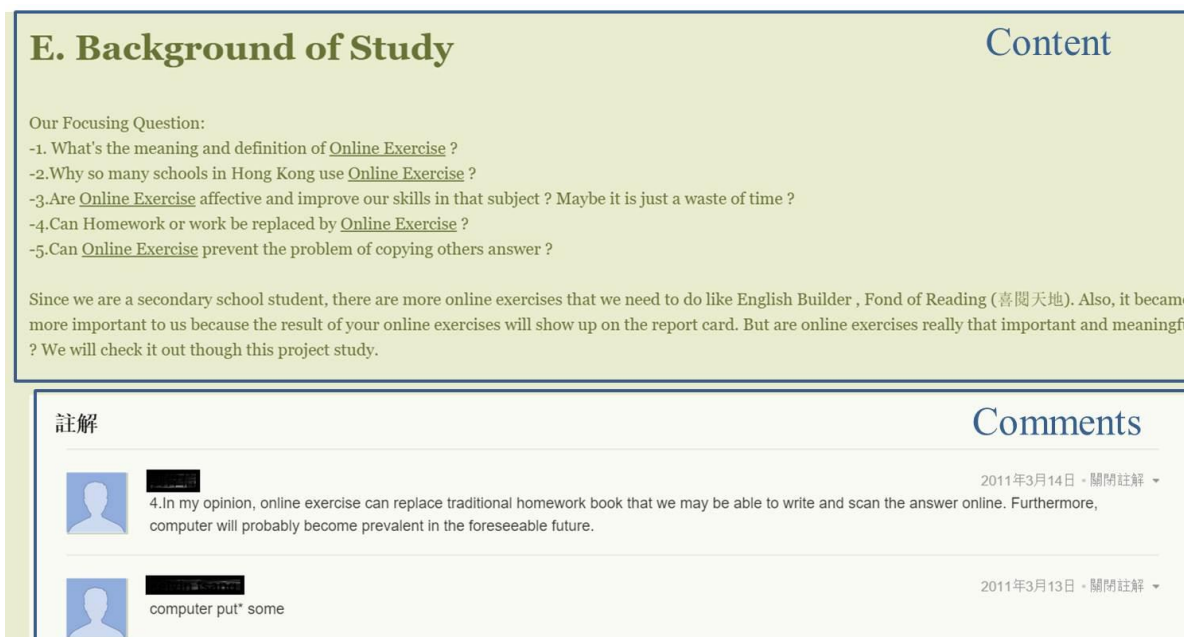 E. Background of Study
Content
Our Focusing Question:
-1. What's the meaning and definition of Online Exercise ?
-2.Why so many schools in Hong Kong use Online Exercise ?
-3.Are Online Exercise affective and improve our skills in that subject ? Maybe it is just a waste of time ?
-4.Can Homework or work be replaced by Online Exercise ?
-5.Can Online Exercise prevent the problem of copying others answer ?
Since we are a secondary school student, there are more online exercises that we need to do like English Builder , Fond of Reading (喜閱天地). Also, it became
more important to us because the result of your online exercises will show up on the report card. But are online exercises really that important and
? We will check it out though this project study.
註解
Comments
2011年3月14日 - 關閉註解
4.In my opinion, online exercise can replace traditional homework book that we may be able to write and scan the answer online. Furthermore,
computer will probably become prevalent in the foreseeable future.
2011年3月13日 - 關閉註解
computer put* some